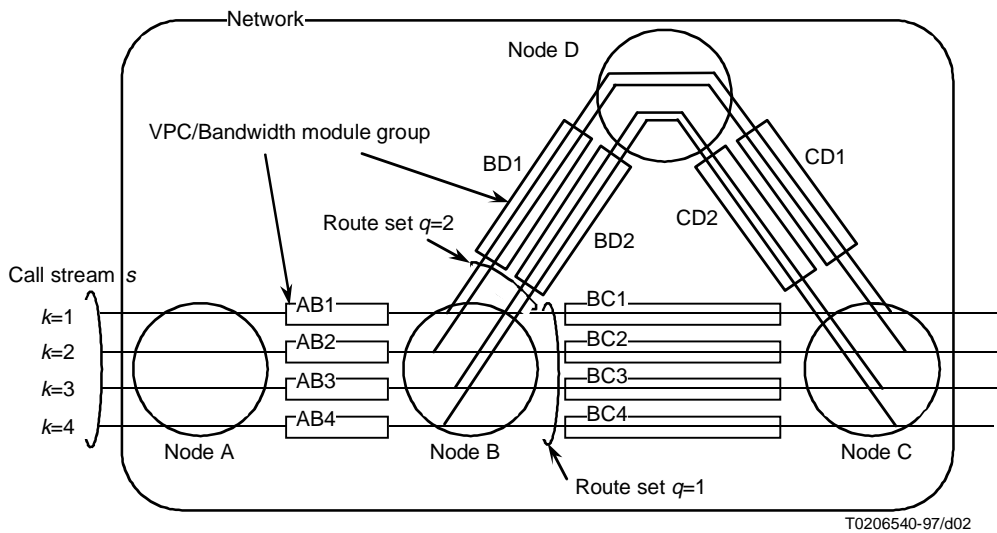 Network
Node D
VPC/Bandwidth module group
BD1
CD1
Route set q=2
BD2
CD2
Call stream s
k=1
AB1
BC1
k=2
AB2
BC2
k=3
AB3
BC3
k=4
AB4
BC4
Node A
Node B
Node C
Route set q=1
T0206540-97/d02